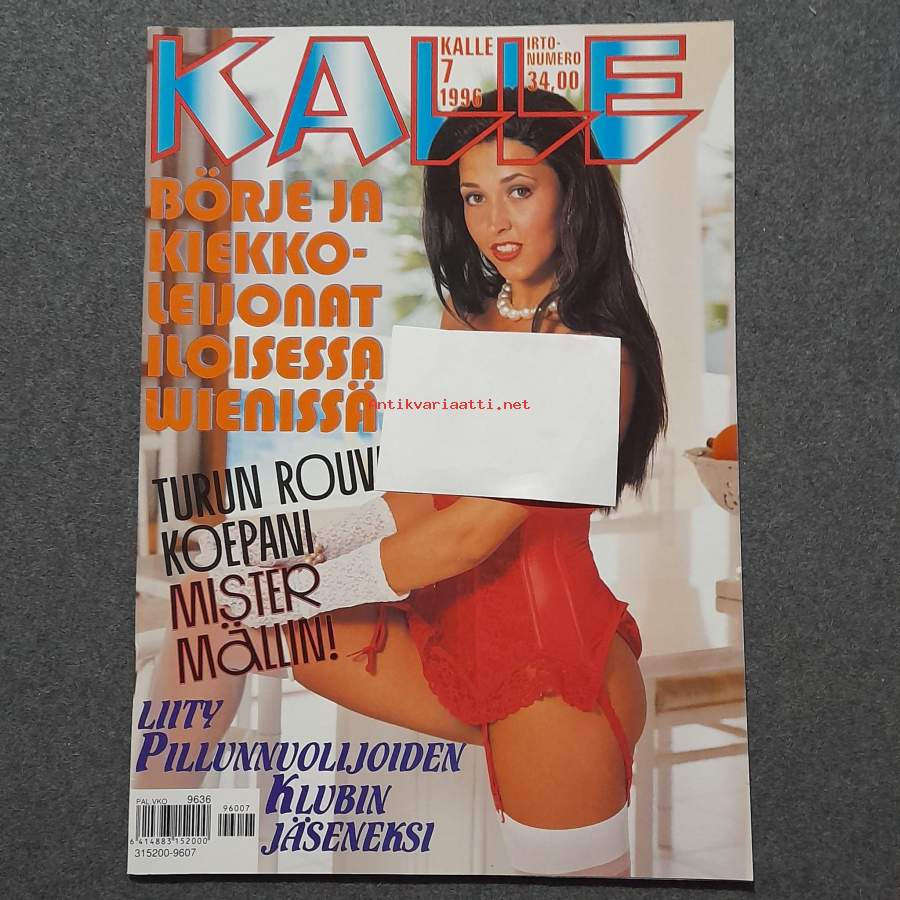 KALLE
KALLE
7
1996
IRTO-
NUMERO
34,00
BÖRJE JA
KIEKKO-
LEIJONAT
ILOISESSA
WIENISSÄ
Antikvariaatti.net
TURUN
KOEPANI
MISTER
MÄLLIN!
LIITY
PILLUNNUOLIJOIDEN
KLUBIN
JÄSENEKSI
PAL.VKO 9636
96007
6 414883 152000
315200-9607